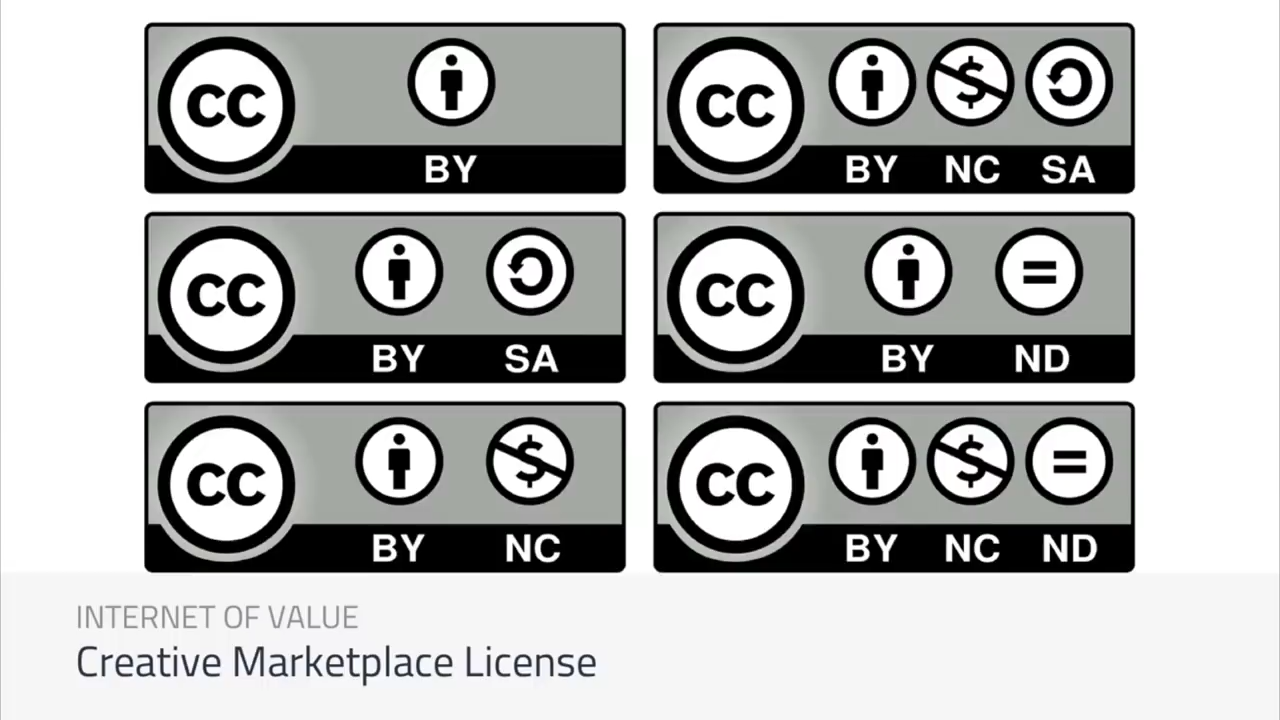 CC
BY
CC
BY NC SA
CC
BY SA
CC
BY ND
CC
BY NC
CC
BY NC ND
INTERNET OF VALUE
Creative Marketplace License